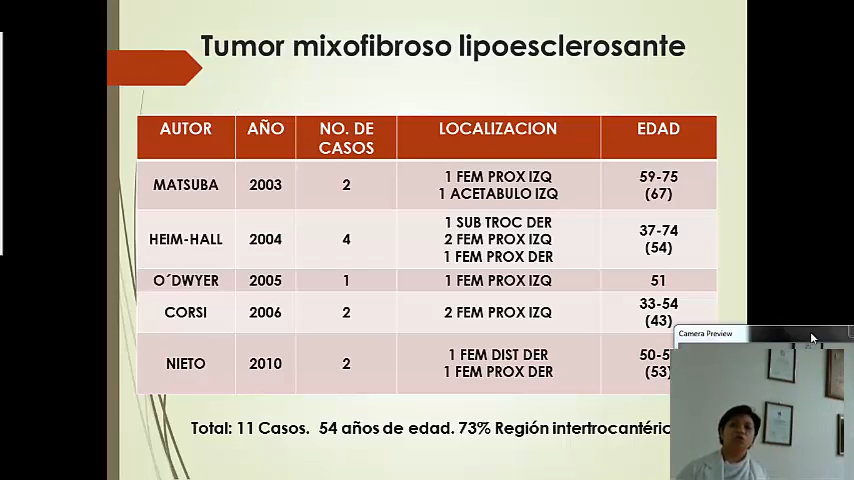 Tumor mixofibroso lipoesclerosante
AUTOR AÑO NO. DE CASOS LOCALIZACION EDAD
MATSUBA 2003 2 1 FEM PROX IZQ 59-75
1 ACETABULO IZQ (67)
HEIM-HALL 2004 4 1 SUB TROC DER 37-74
2 FEM PROX IZQ (54)
1 FEM PROX DER
O´DWYER 2005 1 1 FEM PROX IZQ 51
CORSI 2006 2 2 FEM PROX IZQ 33-54
(43)
NIETO 2010 2 1 FEM DIST DER 50-5
1 FEM PROX DER (53)
Total: 11 Casos. 54 años de edad. 73% Región intertrocantéric
Camera Preview